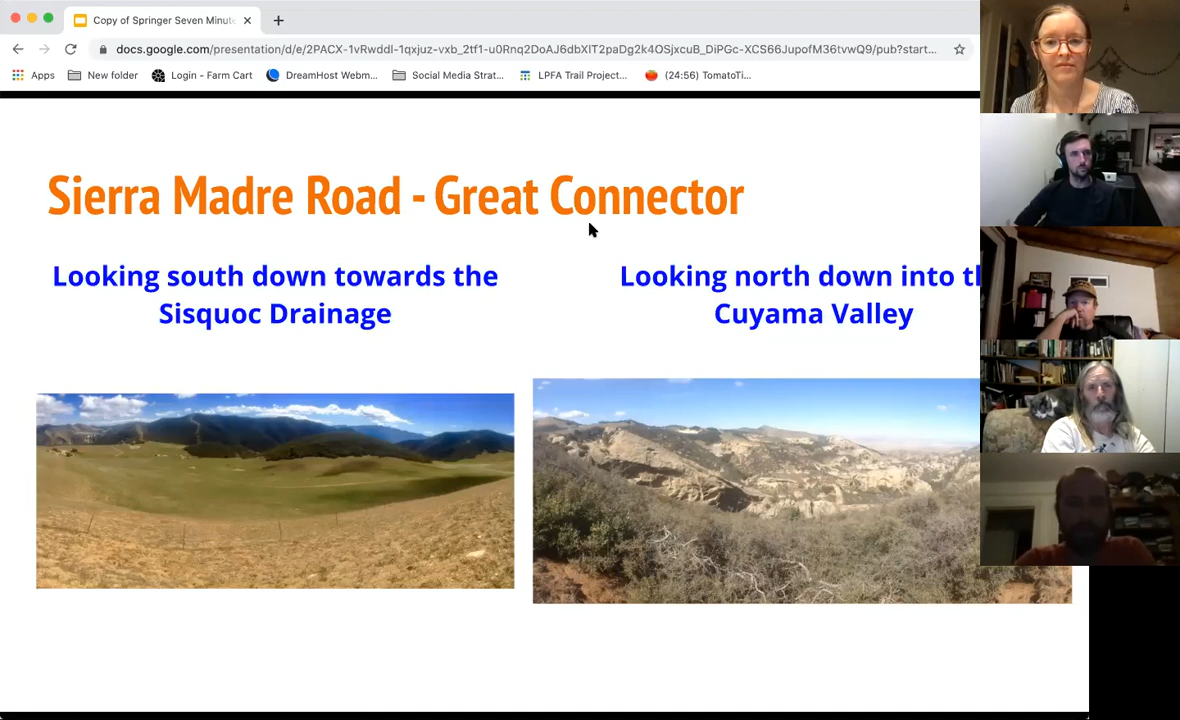 Copy of Springer Seven Minute
docs.google.com/presentation/d/e/2PACX-1vRwddl-1qxjuz-vxb_2tf1-u0Rnq2DoAJ6dbXIT2paDg2k4OSjxcuB_DiPGc-XCS66JupofM36tvwQ9/pub?start...
Apps New folder Login - Farm Cart DreamHost Webm... Social Media Strat... LPFA Trail Project... (24:56) TomatoTi...
Sierra Madre Road - Great Connector
Looking south down towards the
Sisquoc Drainage
Looking north down into
Cuyama Valley